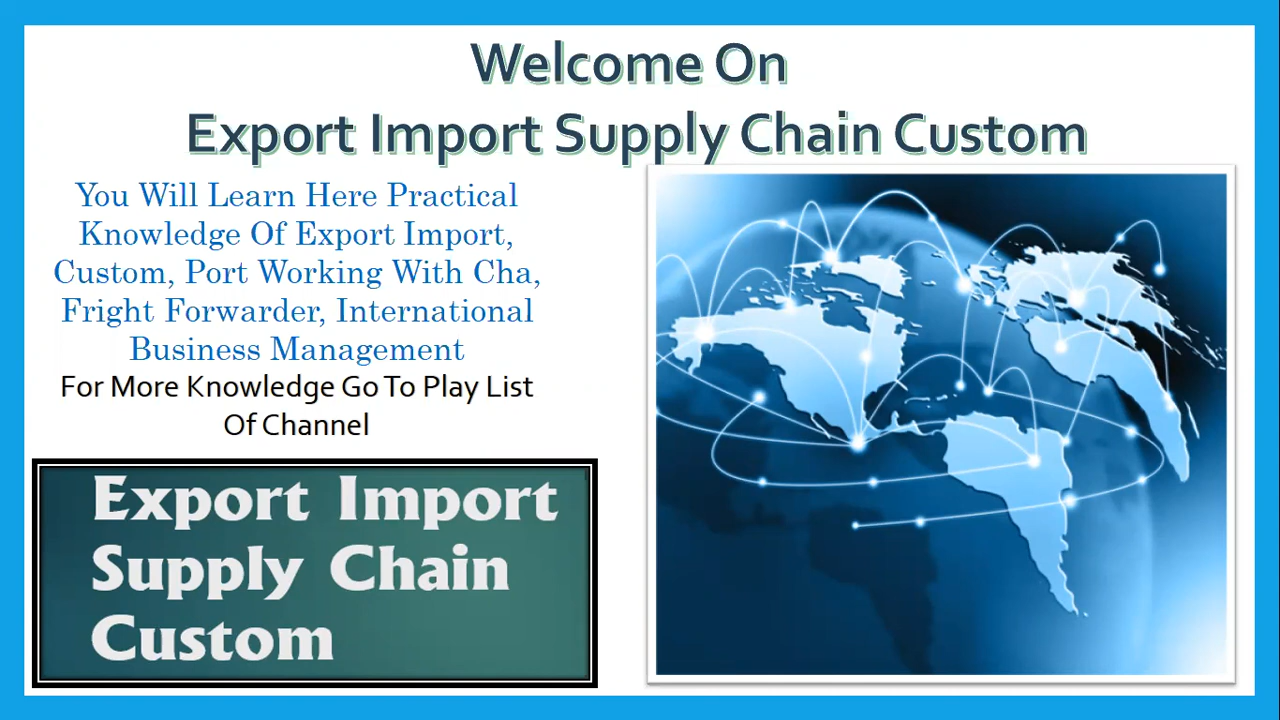 Welcome On
Export Import Supply Chain Custom
You Will Learn Here Practical
Knowledge Of Export Import,
Custom, Port Working With Cha,
Fright Forwarder, International
Business Management
For More Knowledge Go To Play List
Of Channel
Export Import
Supply Chain
Custom